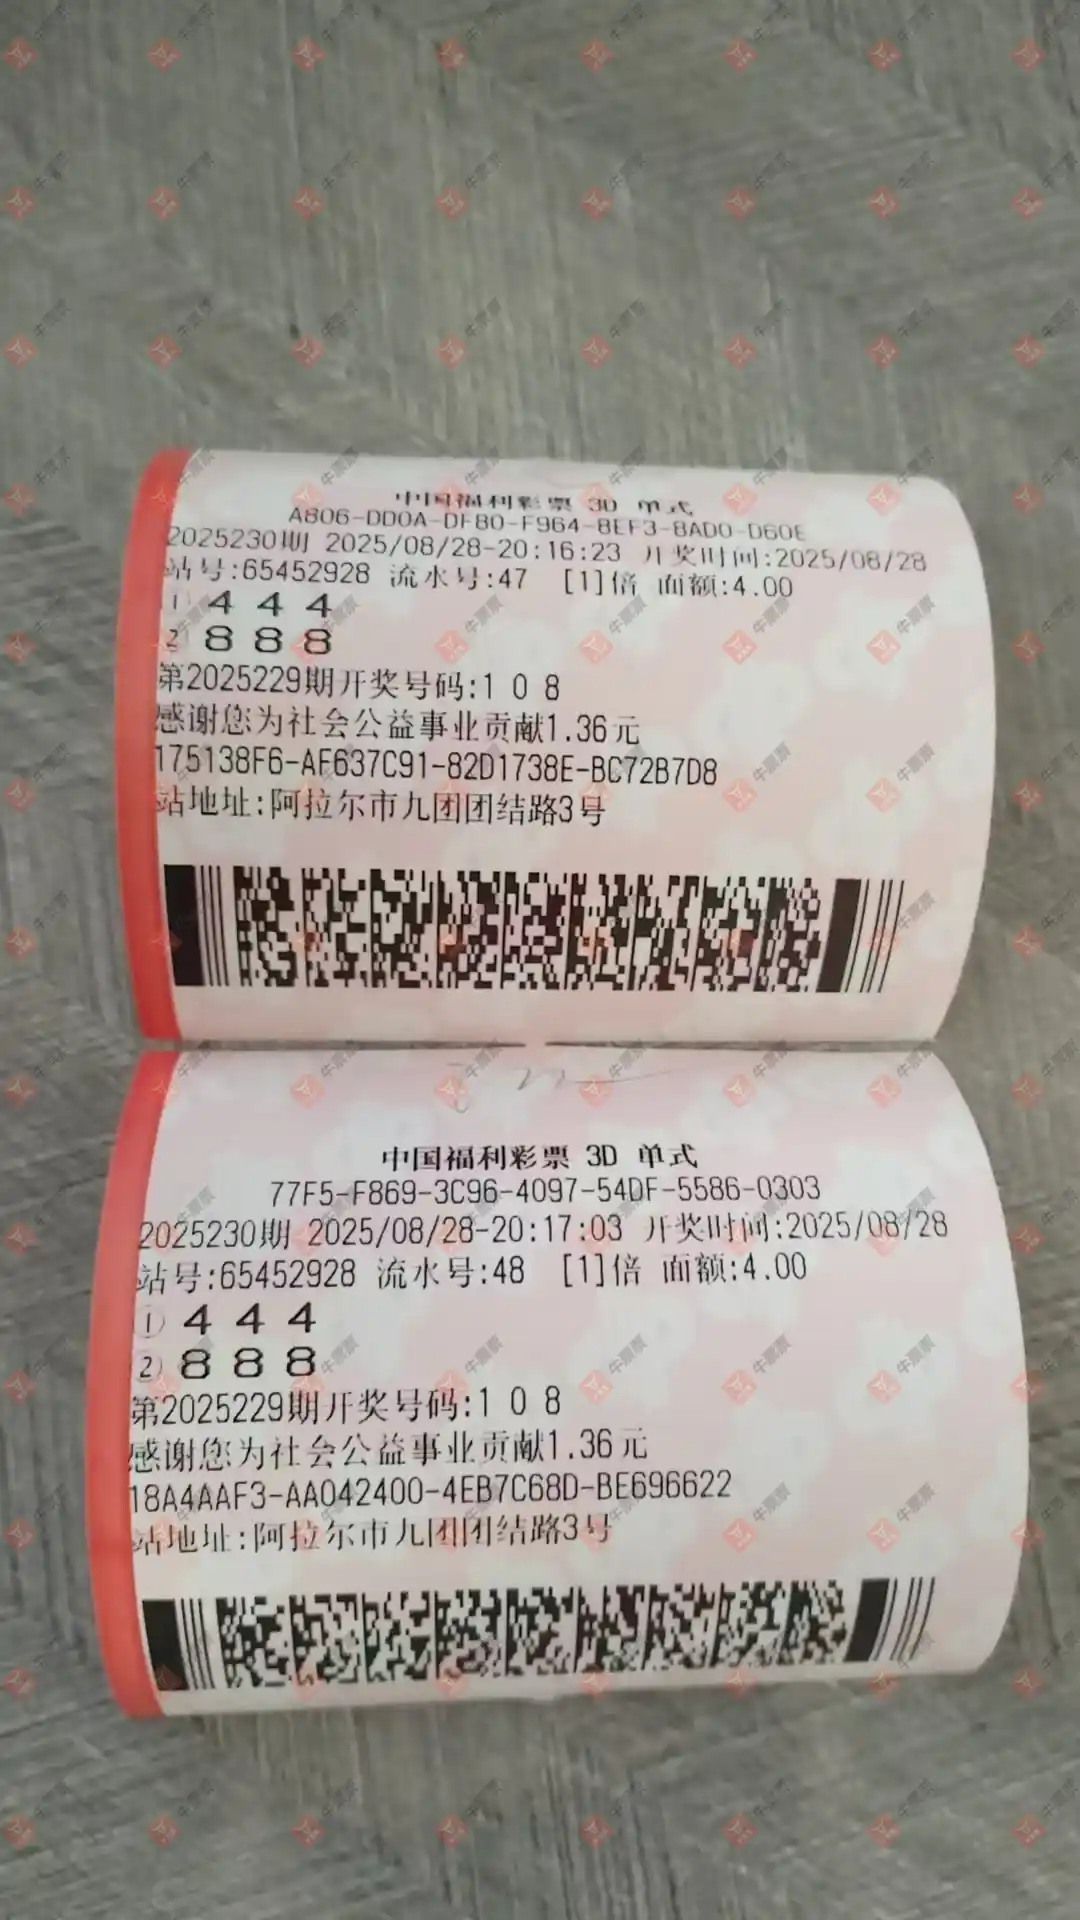 中国福利彩票 3D 单式
A806-DD0A-DF80-F964-8EF3-8AD0-D60E
2025230期 2025/08/28-20:16:23 开奖时间:2025/08/28
站号:65452928 流水号:47 [1]倍 面额:4.00
① 4 4 4
② 8 8 8
第2025229期开奖号码:1 0 8
感谢您为社会公益事业贡献1.36元
175138F6-AF637C91-82D1738E-BC72B7D8
站地址:阿拉尔市九团团结路3号
中国福利彩票 3D 单式
77F5-F869-3C96-4097-54DF-5586-0303
2025230期 2025/08/28-20:17:03 开奖时间:2025/08/28
站号:65452928 流水号:48 [1]倍 面额:4.00
① 4 4 4
② 8 8 8
第2025229期开奖号码:1 0 8
感谢您为社会公益事业贡献1.36元
18A4AAF3-AA042400-4EB7C68D-BE696622
站地址:阿拉尔市九团团结路3号
牛票票